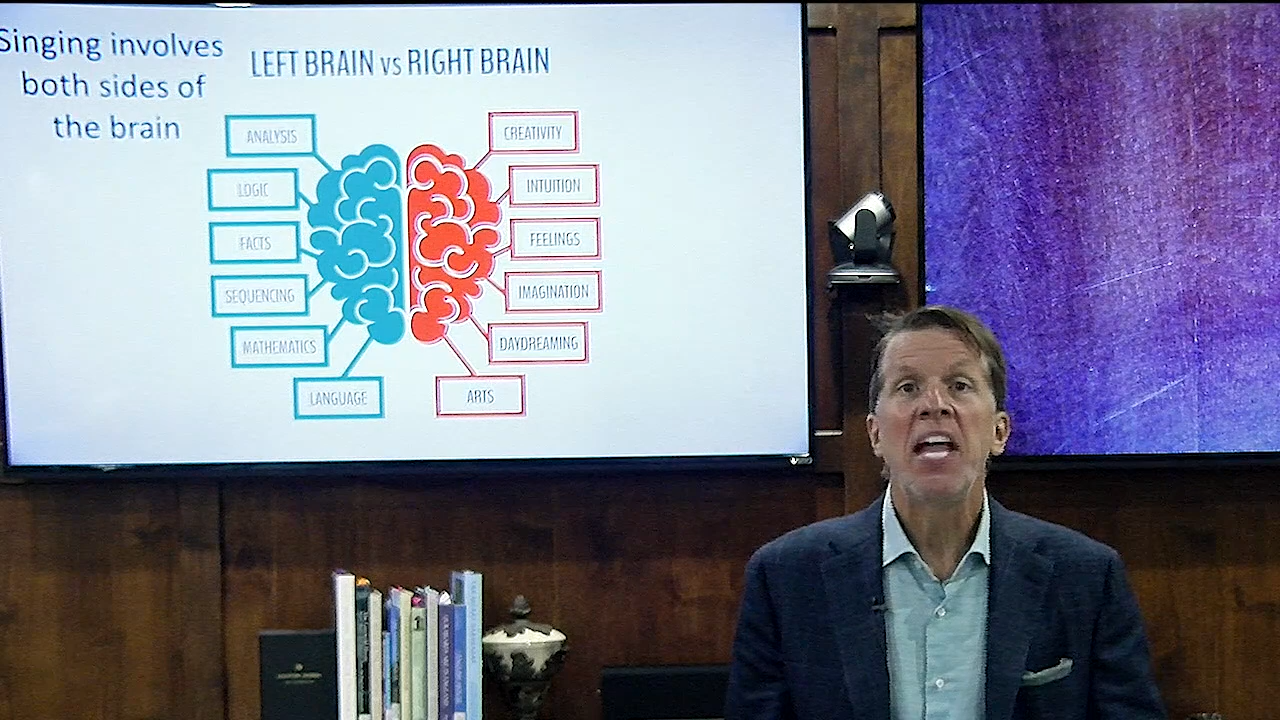 Singing involves
both sides of
the brain
LEFT BRAIN vs RIGHT BRAIN
ANALYSIS
LOGIC
FACTS
SEQUENCING
MATHEMATICS
LANGUAGE
CREATIVITY
INTUITION
FEELINGS
IMAGINATION
DAYDREAMING
ARTS